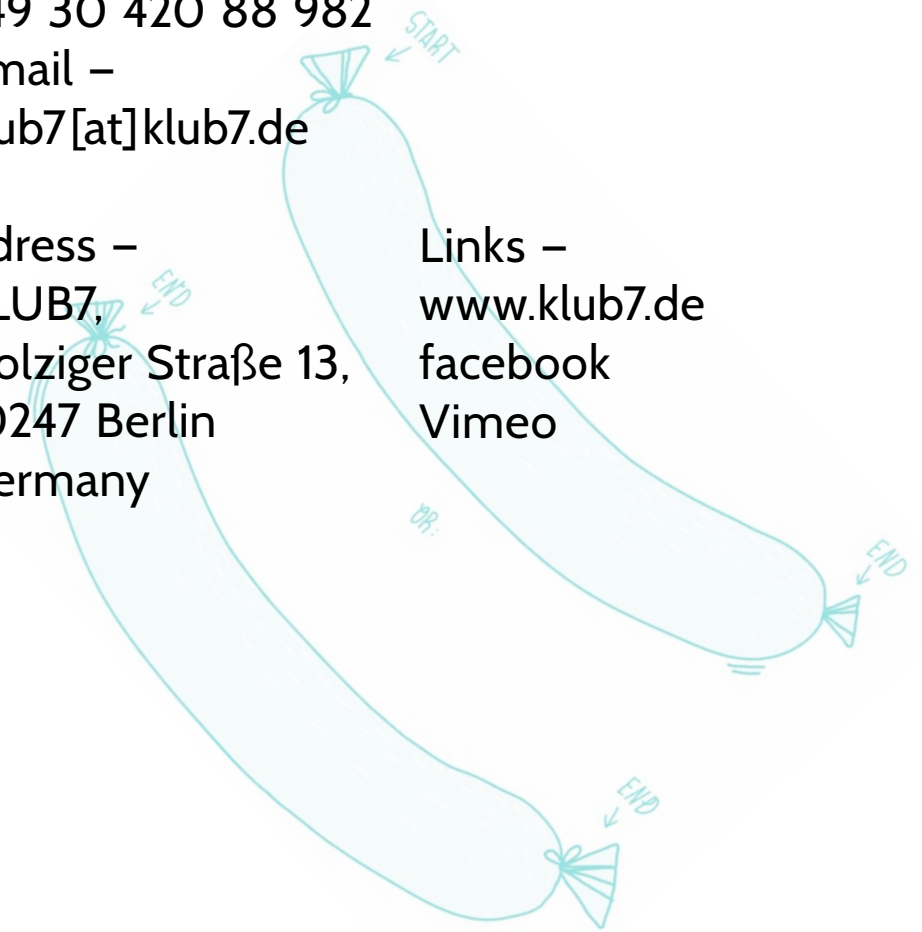 49 30 420 88 982
mail –
ub7[at]klub7.de
dress –
LUB7,
olziger Straße 13,
0247 Berlin
ermany
Links –
www.klub7.de
facebook
Vimeo
START
END
OR:
END
END